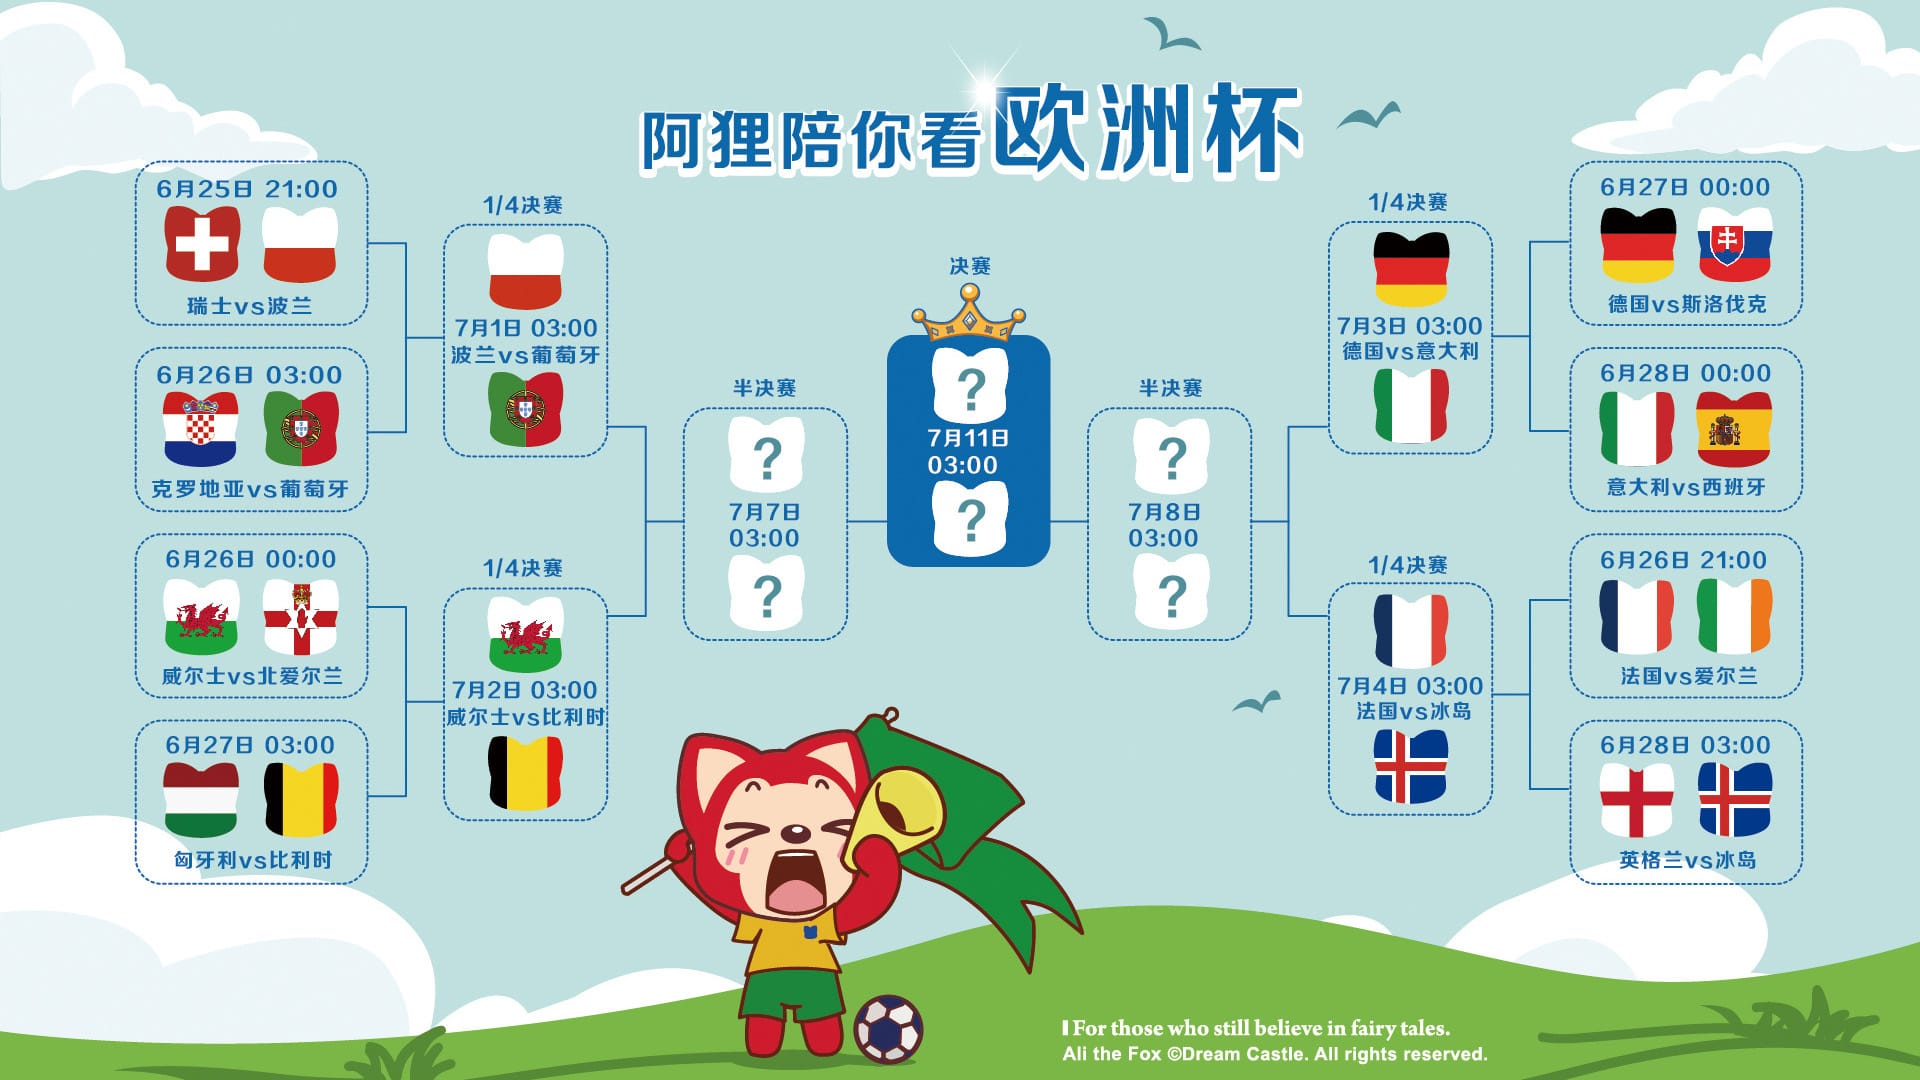 阿狸陪你看欧洲杯
6月25日 21:00
瑞士vs波兰
6月26日 03:00
克罗地亚vs葡萄牙
6月26日 00:00
威尔士vs北爱尔兰
6月27日 03:00
匈牙利vs比利时
1/4决赛
7月1日 03:00
波兰vs葡萄牙
1/4决赛
7月2日 03:00
威尔士vs比利时
半决赛
?
7月7日
03:00
?
决赛
?
7月11日
03:00
?
半决赛
?
7月8日
03:00
?
1/4决赛
7月3日 03:00
德国vs意大利
1/4决赛
7月4日 03:00
法国vs冰岛
6月27日 00:00
德国vs斯洛伐克
6月28日 00:00
意大利vs西班牙
6月26日 21:00
法国vs爱尔兰
6月28日 03:00
英格兰vs冰岛
For those who still believe in fairy tales.
Ali the Fox ©Dream Castle. All rights reserved.